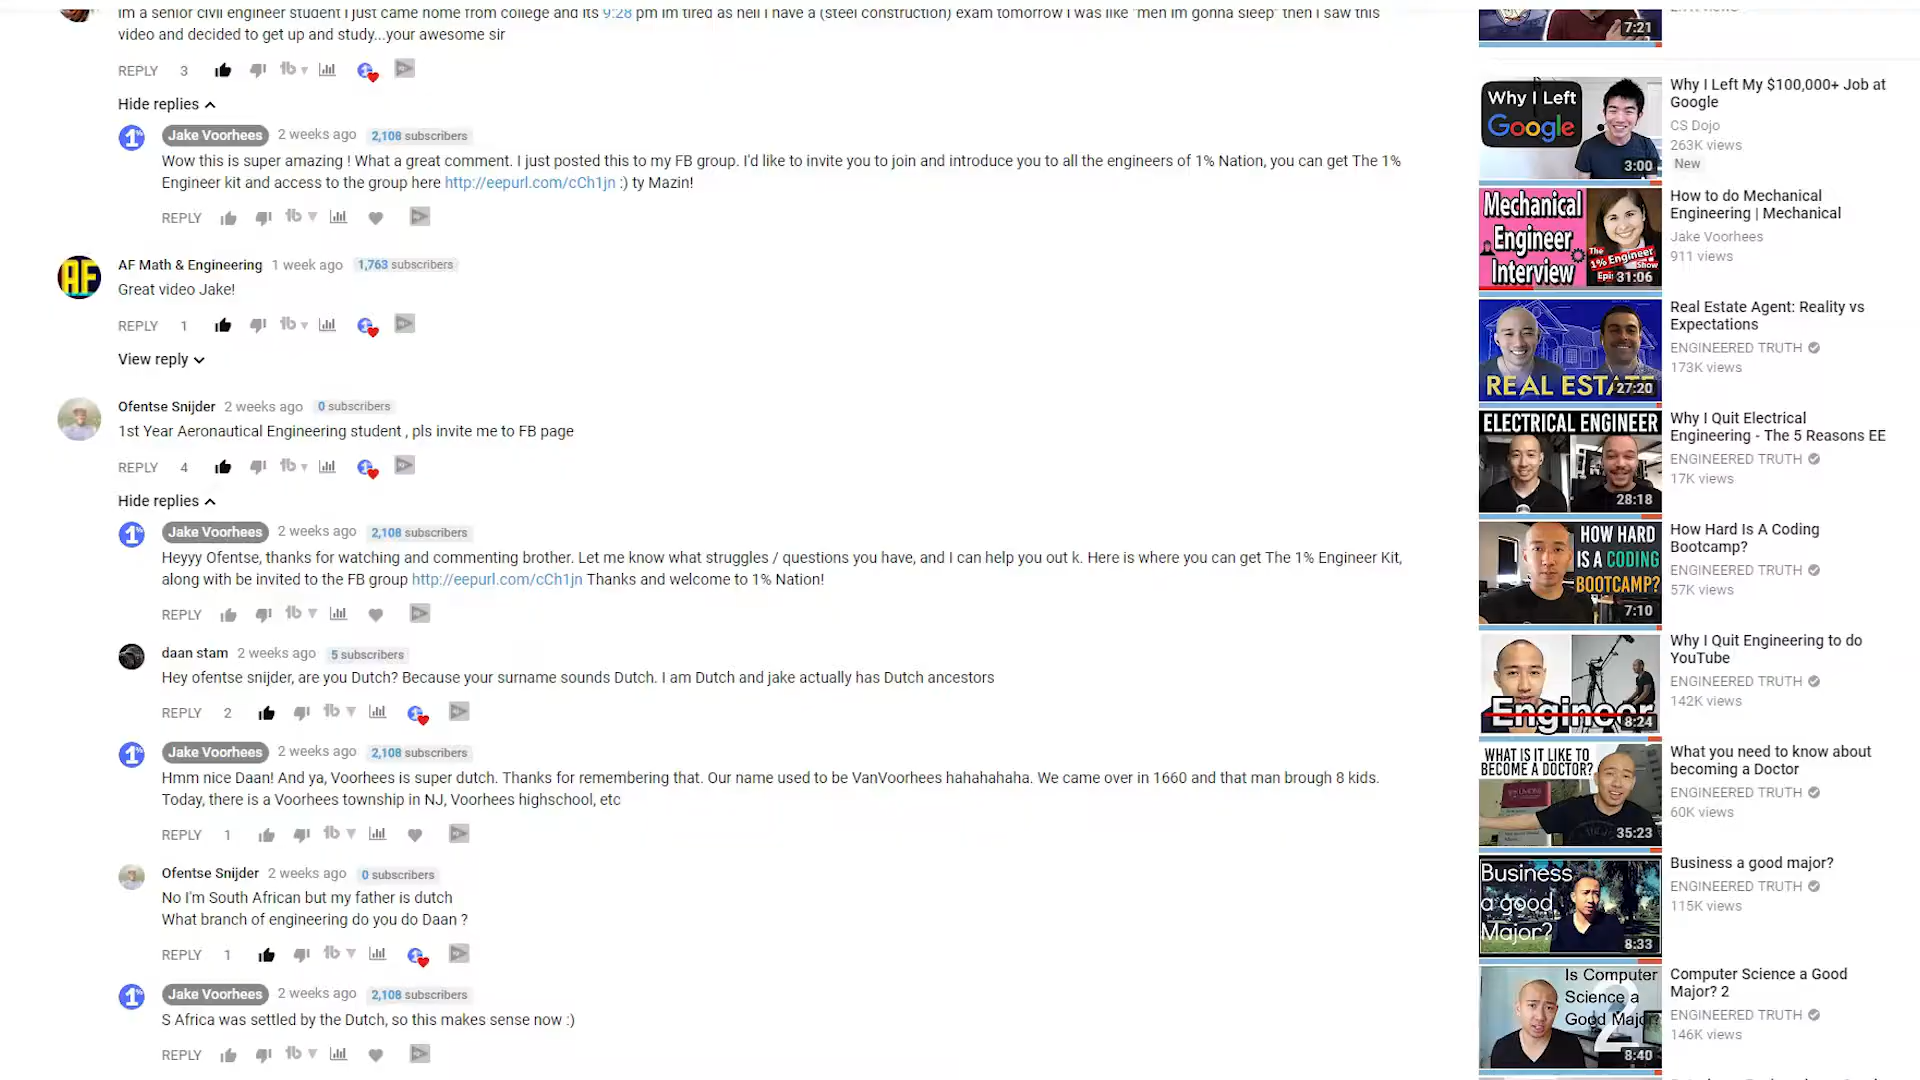 im a senior civil engineer student i just came home from college and its 9:28 pm im tired as hell i have a (steel construction) exam tomorrow i was like "men im gonna sleep" then i saw this
video and decided to get up and study...your awesome sir
REPLY 3
Hide replies
Jake Voorhees 2 weeks ago 2,108 subscribers
Wow this is super amazing ! What a great comment. I just posted this to my FB group. I'd like to invite you to join and introduce you to all the engineers of 1% Nation, you can get The 1%
Engineer kit and access to the group here http://eepurl.com/cCh1jn :) ty Mazin!
REPLY
AF
AF Math & Engineering 1 week ago 1,763 subscribers
Great video Jake!
REPLY 1
View reply
Ofentse Snijder 2 weeks ago 0 subscribers
1st Year Aeronautical Engineering student , pls invite me to FB page
REPLY 4
Hide replies
Jake Voorhees 2 weeks ago 2,108 subscribers
Heyyy Ofentse, thanks for watching and commenting brother. Let me know what struggles / questions you have, and I can help you out k. Here is where you can get The 1% Engineer Kit,
along with be invited to the FB group http://eepurl.com/cCh1jn Thanks and welcome to 1% Nation!
REPLY
daan stam 2 weeks ago 5 subscribers
Hey ofentse snijder, are you Dutch? Because your surname sounds Dutch. I am Dutch and jake actually has Dutch ancestors
REPLY 2
Jake Voorhees 2 weeks ago 2,108 subscribers
Hmm nice Daan! And ya, Voorhees is super dutch. Thanks for remembering that. Our name used to be VanVoorhees hahahahaha. We came over in 1660 and that man brough 8 kids.
Today, there is a Voorhees township in NJ, Voorhees highschool, etc
REPLY 1
Ofentse Snijder 2 weeks ago 0 subscribers
No I'm South African but my father is dutch
What branch of engineering do you do Daan ?
REPLY 1
Jake Voorhees 2 weeks ago 2,108 subscribers
S Africa was settled by the Dutch, so this makes sense now :)
REPLY
7:21
Why I Left
Google
3:00
Why I Left My $100,000+ Job at
Google
CS Dojo
263K views
New
Mechanical
Engineer
Interview
The
1% Engineer
Show
Epi
31:06
How to do Mechanical
Engineering | Mechanical
Jake Voorhees
911 views
REAL ESTATE
27:20
Real Estate Agent: Reality vs
Expectations
ENGINEERED TRUTH
173K views
ELECTRICAL ENGINEER
28:18
Why I Quit Electrical
Engineering - The 5 Reasons EE
ENGINEERED TRUTH
17K views
HOW HARD
IS A CODING
BOOTCAMP?
7:10
How Hard Is A Coding
Bootcamp?
ENGINEERED TRUTH
57K views
Engineer
8:24
Why I Quit Engineering to do
YouTube
ENGINEERED TRUTH
142K views
WHAT IS IT LIKE TO
BECOME A DOCTOR?
35:23
What you need to know about
becoming a Doctor
ENGINEERED TRUTH
60K views
Business
a good
Major?
8:33
Business a good major?
ENGINEERED TRUTH
115K views
Is Computer
Science a
Good Major?
2
8:40
Computer Science a Good
Major? 2
ENGINEERED TRUTH
146K views